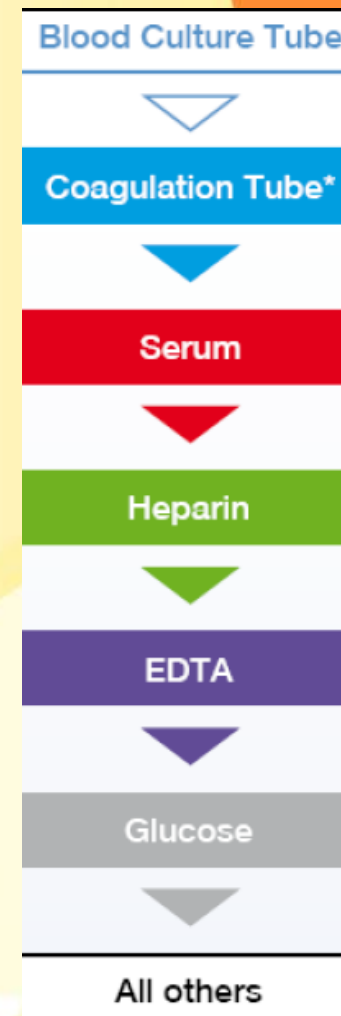 Blood Culture Tube
Coagulation Tube*
Serum
Heparin
EDTA
Glucose
All others